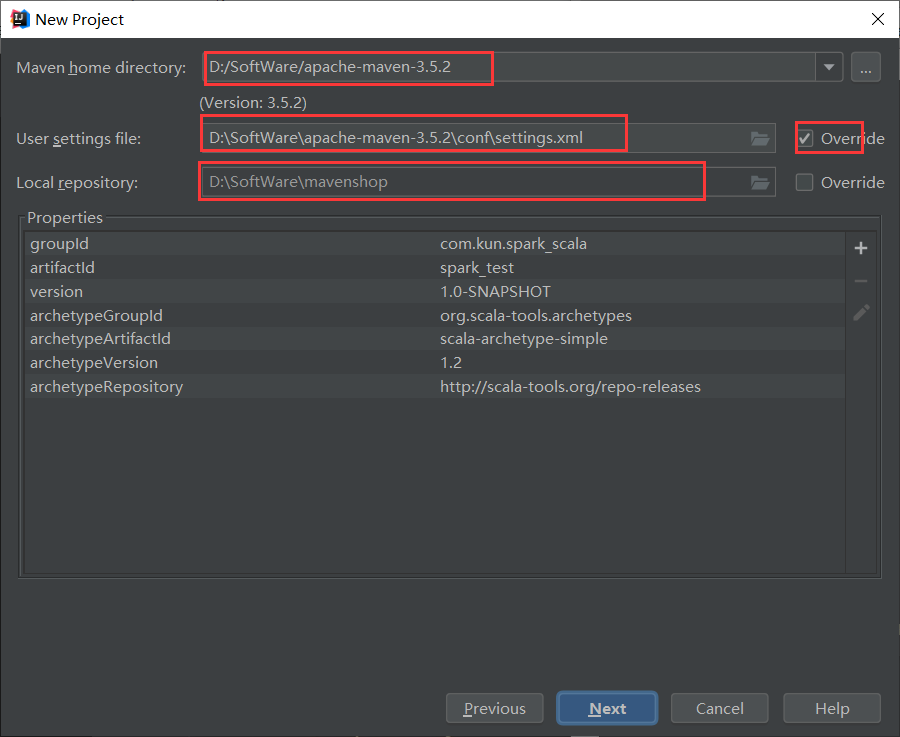 New Project
Maven home directory: D:/SoftWare/apache-maven-3.5.2 ...
(Version: 3.5.2)
User settings file: D:\SoftWare\apache-maven-3.5.2\conf\settings.xml Override
Local repository: D:\SoftWare\mavenshop Override
Properties
groupId com.kun.spark_scala
artifactId spark_test
version 1.0-SNAPSHOT
archetypeGroupId org.scala-tools.archetypes
archetypeArtifactId scala-archetype-simple
archetypeVersion 1.2
archetypeRepository http://scala-tools.org/repo-releases
Previous Next Cancel Help